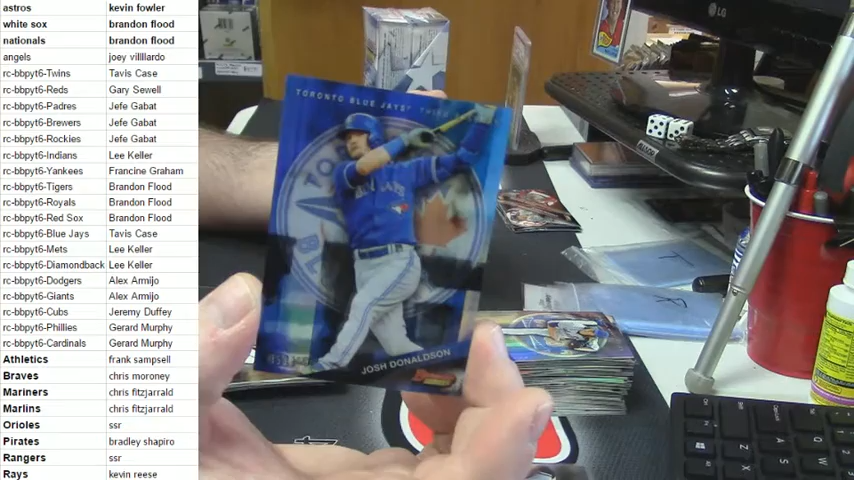 astros kevin fowler
white sox brandon flood
nationals brandon flood
angels joey villlardo
rc-bbpyt6-Twins Tavis Case
rc-bbpyt6-Reds Gary Sewell
rc-bbpyt6-Padres Jefe Gabat
rc-bbpyt6-Brewers Jefe Gabat
rc-bbpyt6-Rockies Jefe Gabat
rc-bbpyt6-Indians Lee Keller
rc-bbpyt6-Yankees Francine Graham
rc-bbpyt6-Tigers Brandon Flood
rc-bbpyt6-Royals Brandon Flood
rc-bbpyt6-Red Sox Brandon Flood
rc-bbpyt6-Blue Jays Tavis Case
rc-bbpyt6-Mets Lee Keller
rc-bbpyt6-Diamondback Lee Keller
rc-bbpyt6-Dodgers Alex Armijo
rc-bbpyt6-Giants Alex Armijo
rc-bbpyt6-Cubs Jeremy Duffey
rc-bbpyt6-Phillies Gerard Murphy
rc-bbpyt6-Cardinals Gerard Murphy
Athletics frank sampsell
Braves chris moroney
Mariners chris fitzjarrald
Marlins chris fitzjarrald
Orioles ssr
Pirates bradley shapiro
Rangers ssr
Rays kevin reese
TORONTO BLUE JAYS
JOSH DONALDSON
LG